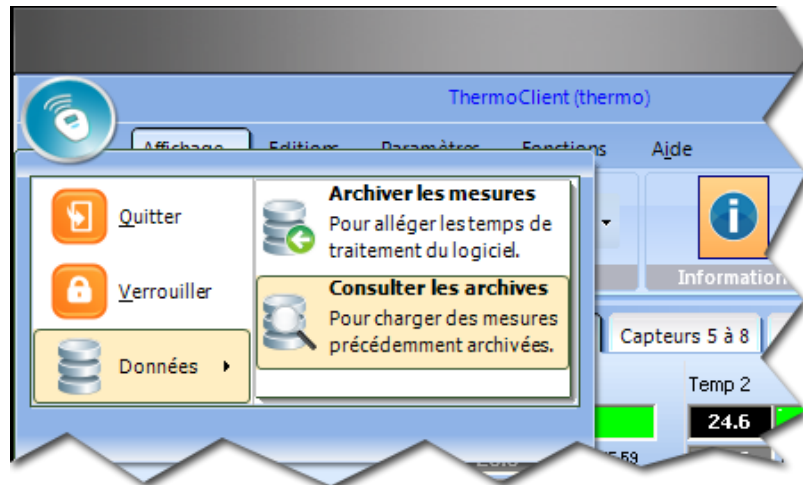 ThermoClient (thermo)
Affichage Editions Paramètres Fonctions Aide
Quitter
Verrouiller
Données
Archiver les mesures
Pour alléger les temps de
traitement du logiciel.
Consulter les archives
Pour charger des mesures
précédemment archivées.
Information
Capteurs 5 à 8
Temp 2
24.6